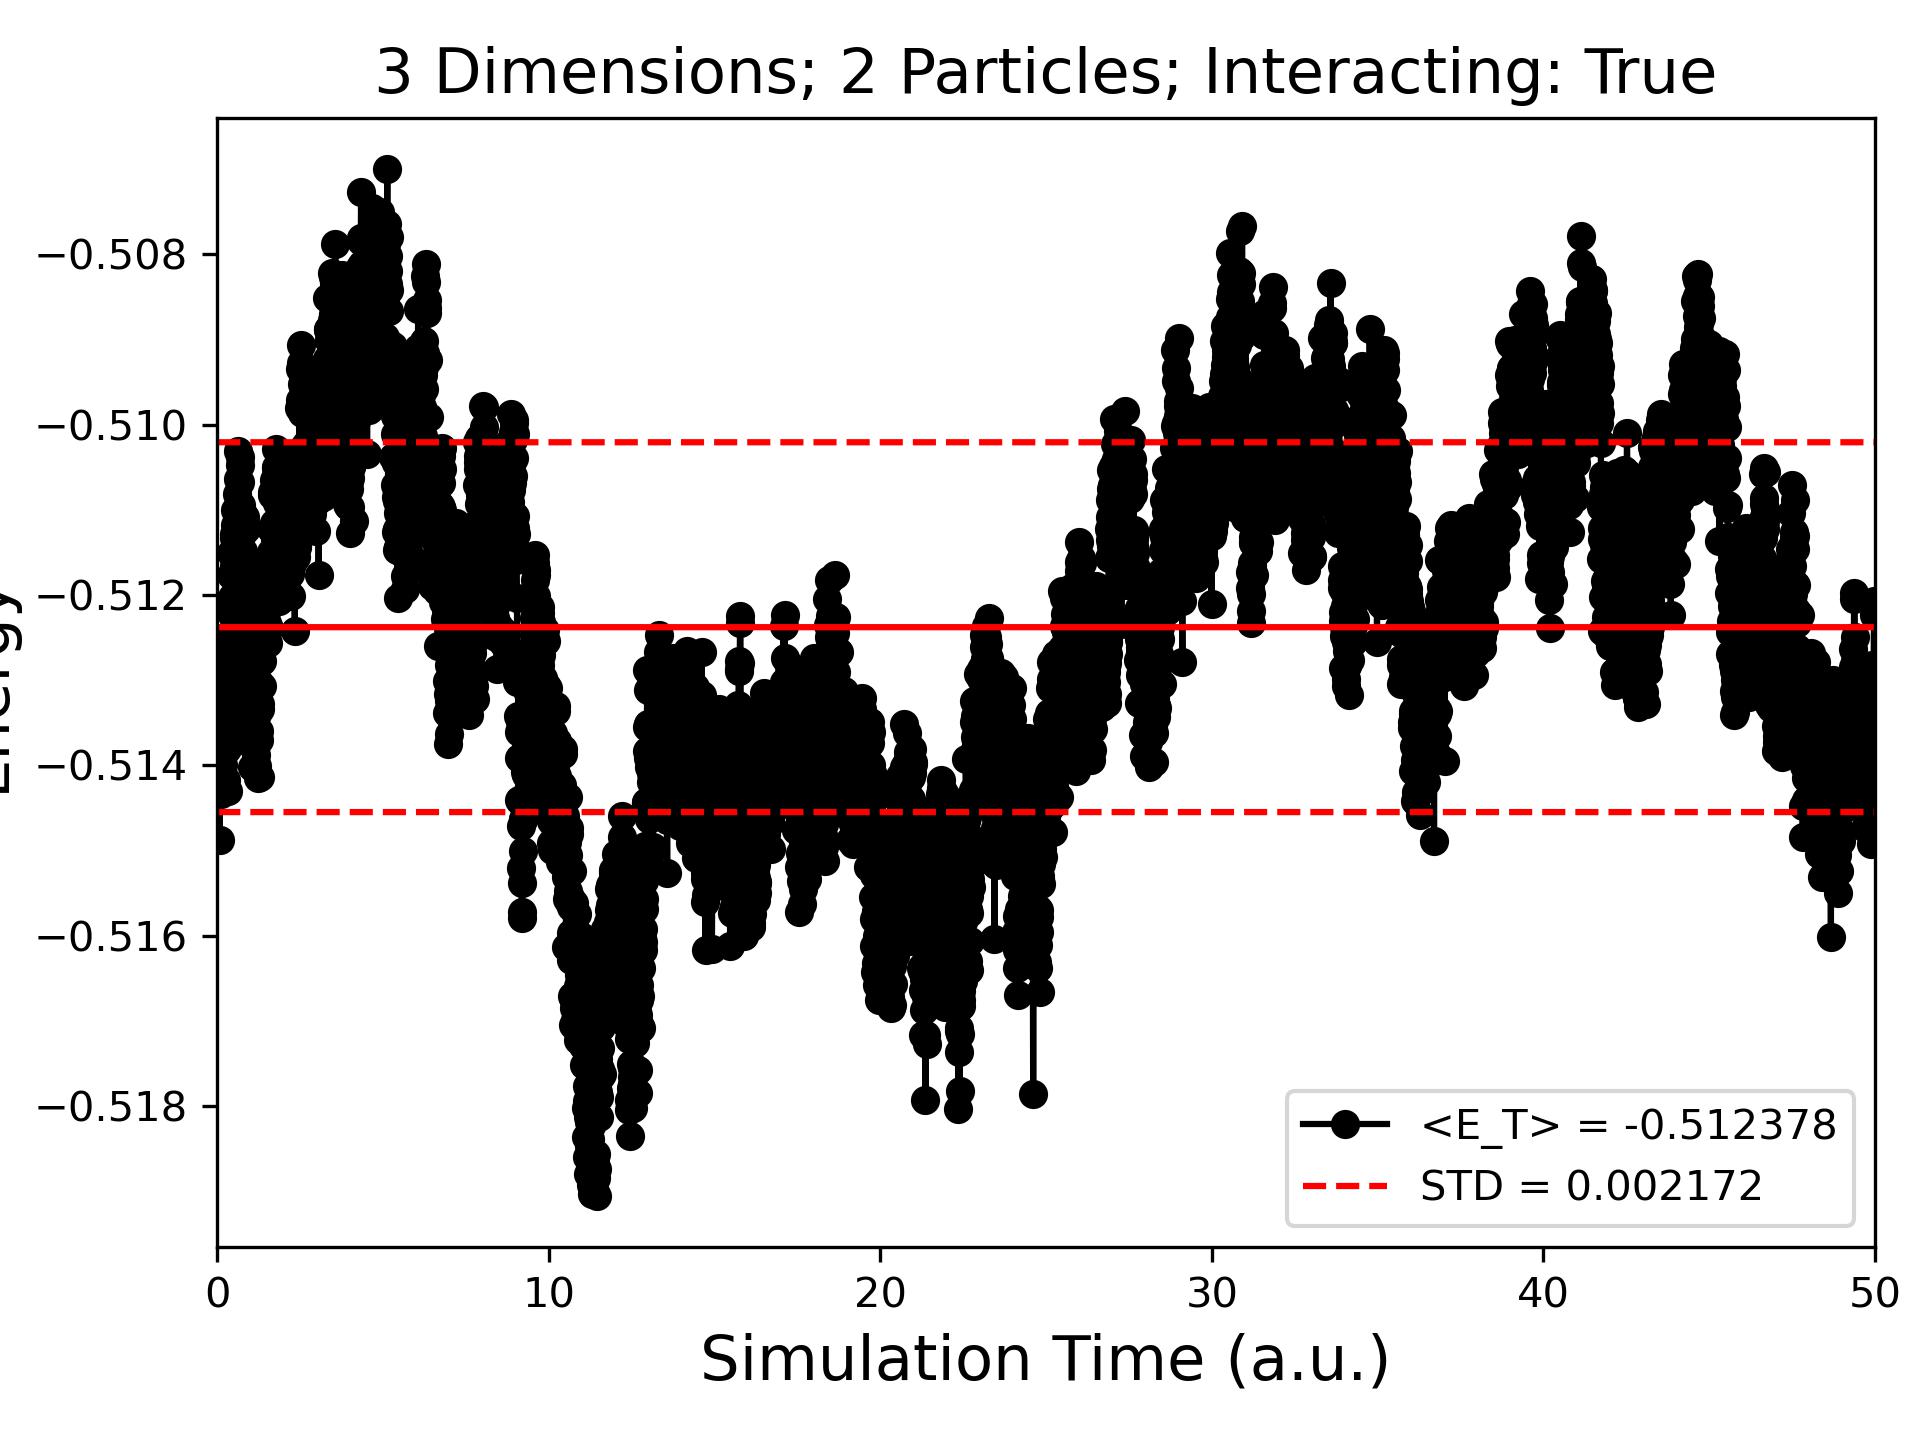 3 Dimensions; 2 Particles; Interacting: True
−0.508
−0.510
−0.512
−0.514
−0.516
−0.518
Energy
<E_T> = -0.512378
STD = 0.002172
0 10 20 30 40 50
Simulation Time (a.u.)